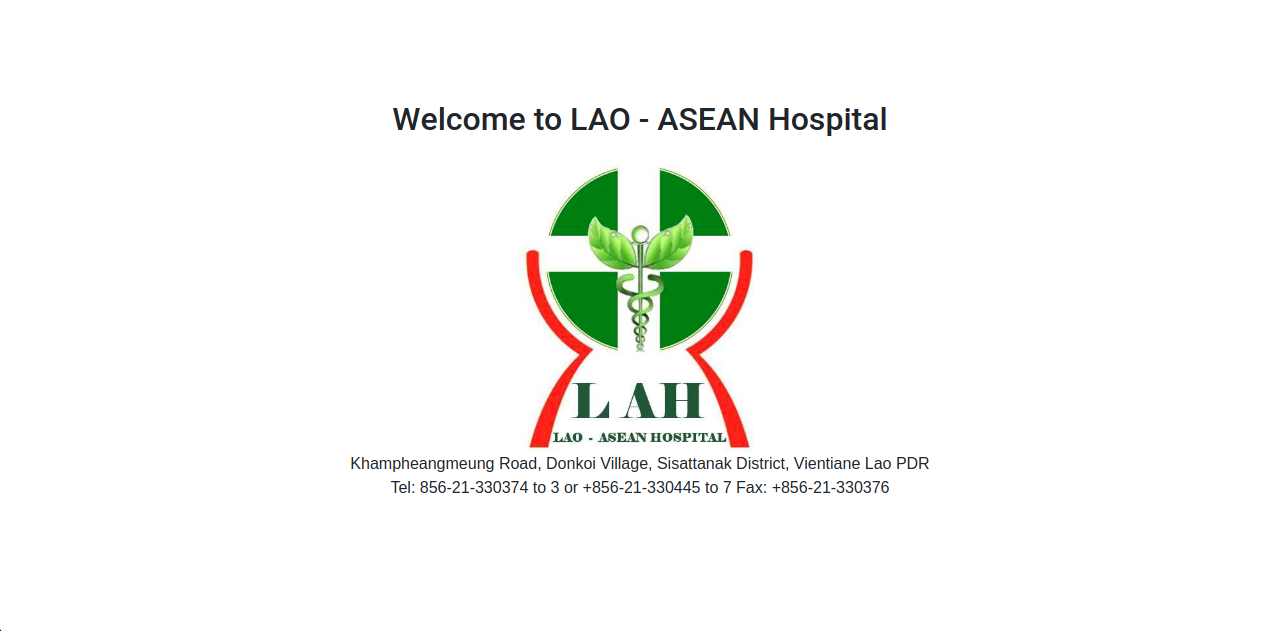 Welcome to LAO - ASEAN Hospital
L AH
LAO - ASEAN HOSPITAL
Khampheangmeung Road, Donkoi Village, Sisattanak District, Vientiane Lao PDR
Tel: 856-21-330374 to 3 or +856-21-330445 to 7 Fax: +856-21-330376